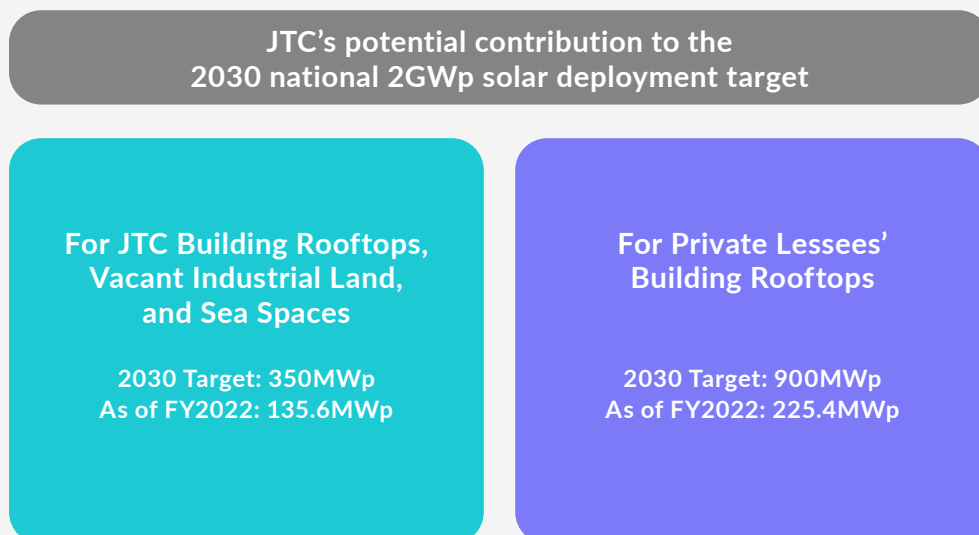 JTC’s potential contribution to the
2030 national 2GWp solar deployment target
For JTC Building Rooftops,
Vacant Industrial Land,
and Sea Spaces
2030 Target: 350MWp
As of FY2022: 135.6MWp
For Private Lessees’
Building Rooftops
2030 Target: 900MWp
As of FY2022: 225.4MWp